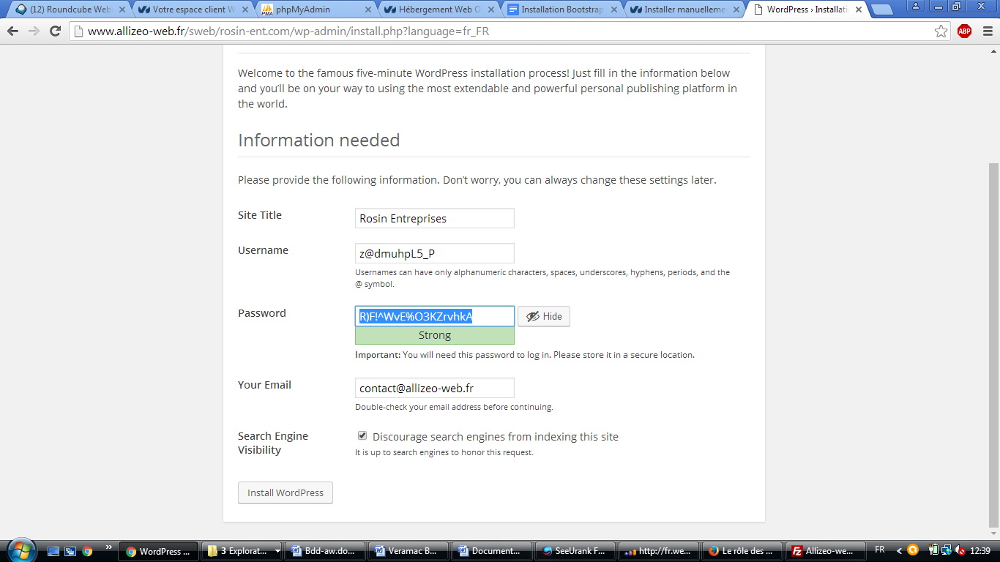 (12) Roundcube Web
Votre espace client W
phpMyAdmin
Hébergement Web O
Installation Bootstrap
Installer manuelleme
WordPress › Installati
www.allizeo-web.fr/sweb/rosin-ent.com/wp-admin/install.php?language=fr_FR
ABP
Welcome to the famous five-minute WordPress installation process! Just fill in the information below
and you’ll be on your way to using the most extendable and powerful personal publishing platform in
the world.
Information needed
Please provide the following information. Don’t worry, you can always change these settings later.
Site Title
Rosin Entreprises
Username
z@dmuhpL5_P
Usernames can have only alphanumeric characters, spaces, underscores, hyphens, periods, and the
@ symbol.
Password
R)F!^WvE%O3KZrvhkA
Hide
Strong
Important: You will need this password to log in. Please store it in a secure location.
Your Email
contact@allizeo-web.fr
Double-check your email address before continuing.
Search Engine
Visibility
Discourage search engines from indexing this site
It is up to search engines to honor this request.
Install WordPress
WordPress ...
3 Explorat...
Bdd-aw.do...
Veramac B...
Document...
SeeUrank F...
http://fr.we...
Le rôle des ...
Allizeo-we...
FR
12:39